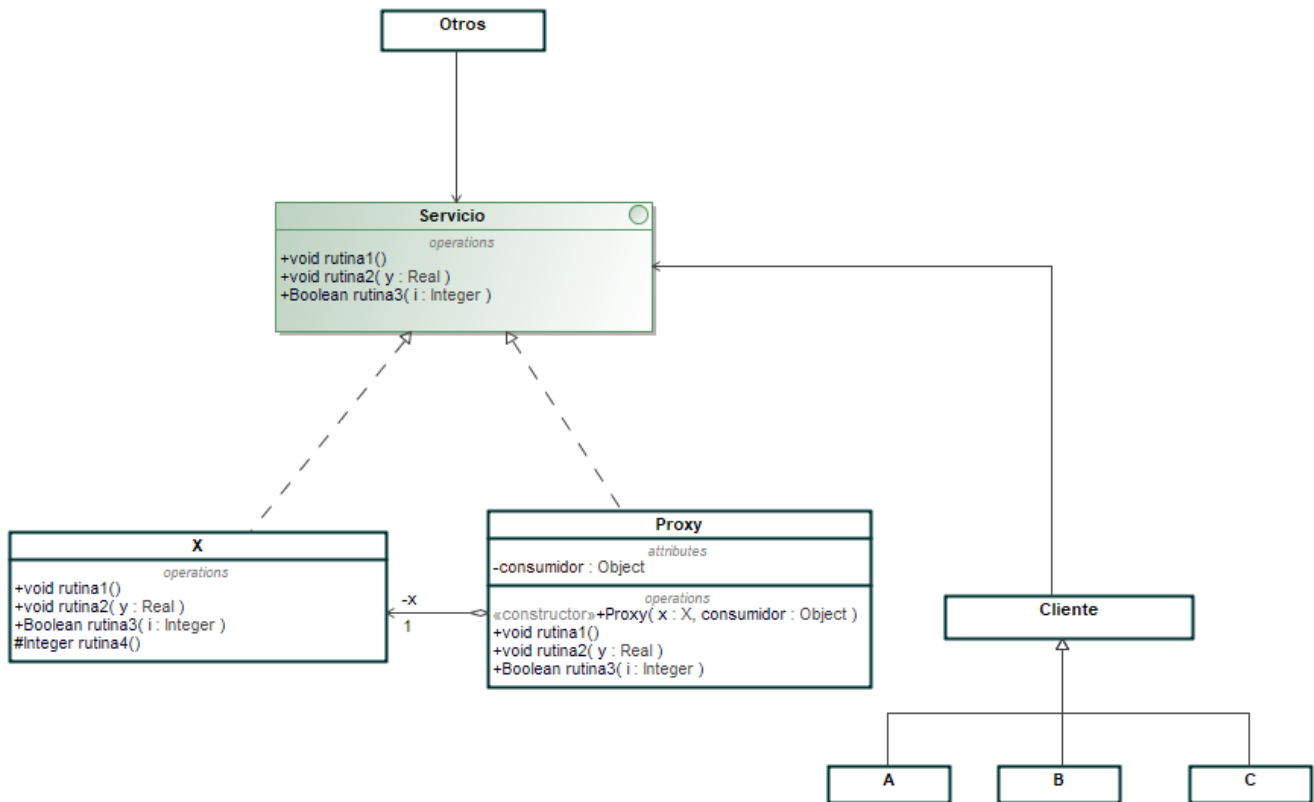 Otros
Servicio
operations
+void rutina1()
+void rutina2( y : Real )
+Boolean rutina3( i : Integer )
X
operations
+void rutina1()
+void rutina2( y : Real )
+Boolean rutina3( i : Integer )
#Integer rutina4()
-x
1
Proxy
attributes
-consumidor : Object
operations
«constructor»+Proxy( x : X, consumidor : Object )
+void rutina1()
+void rutina2( y : Real )
+Boolean rutina3( i : Integer )
Cliente
A
B
C